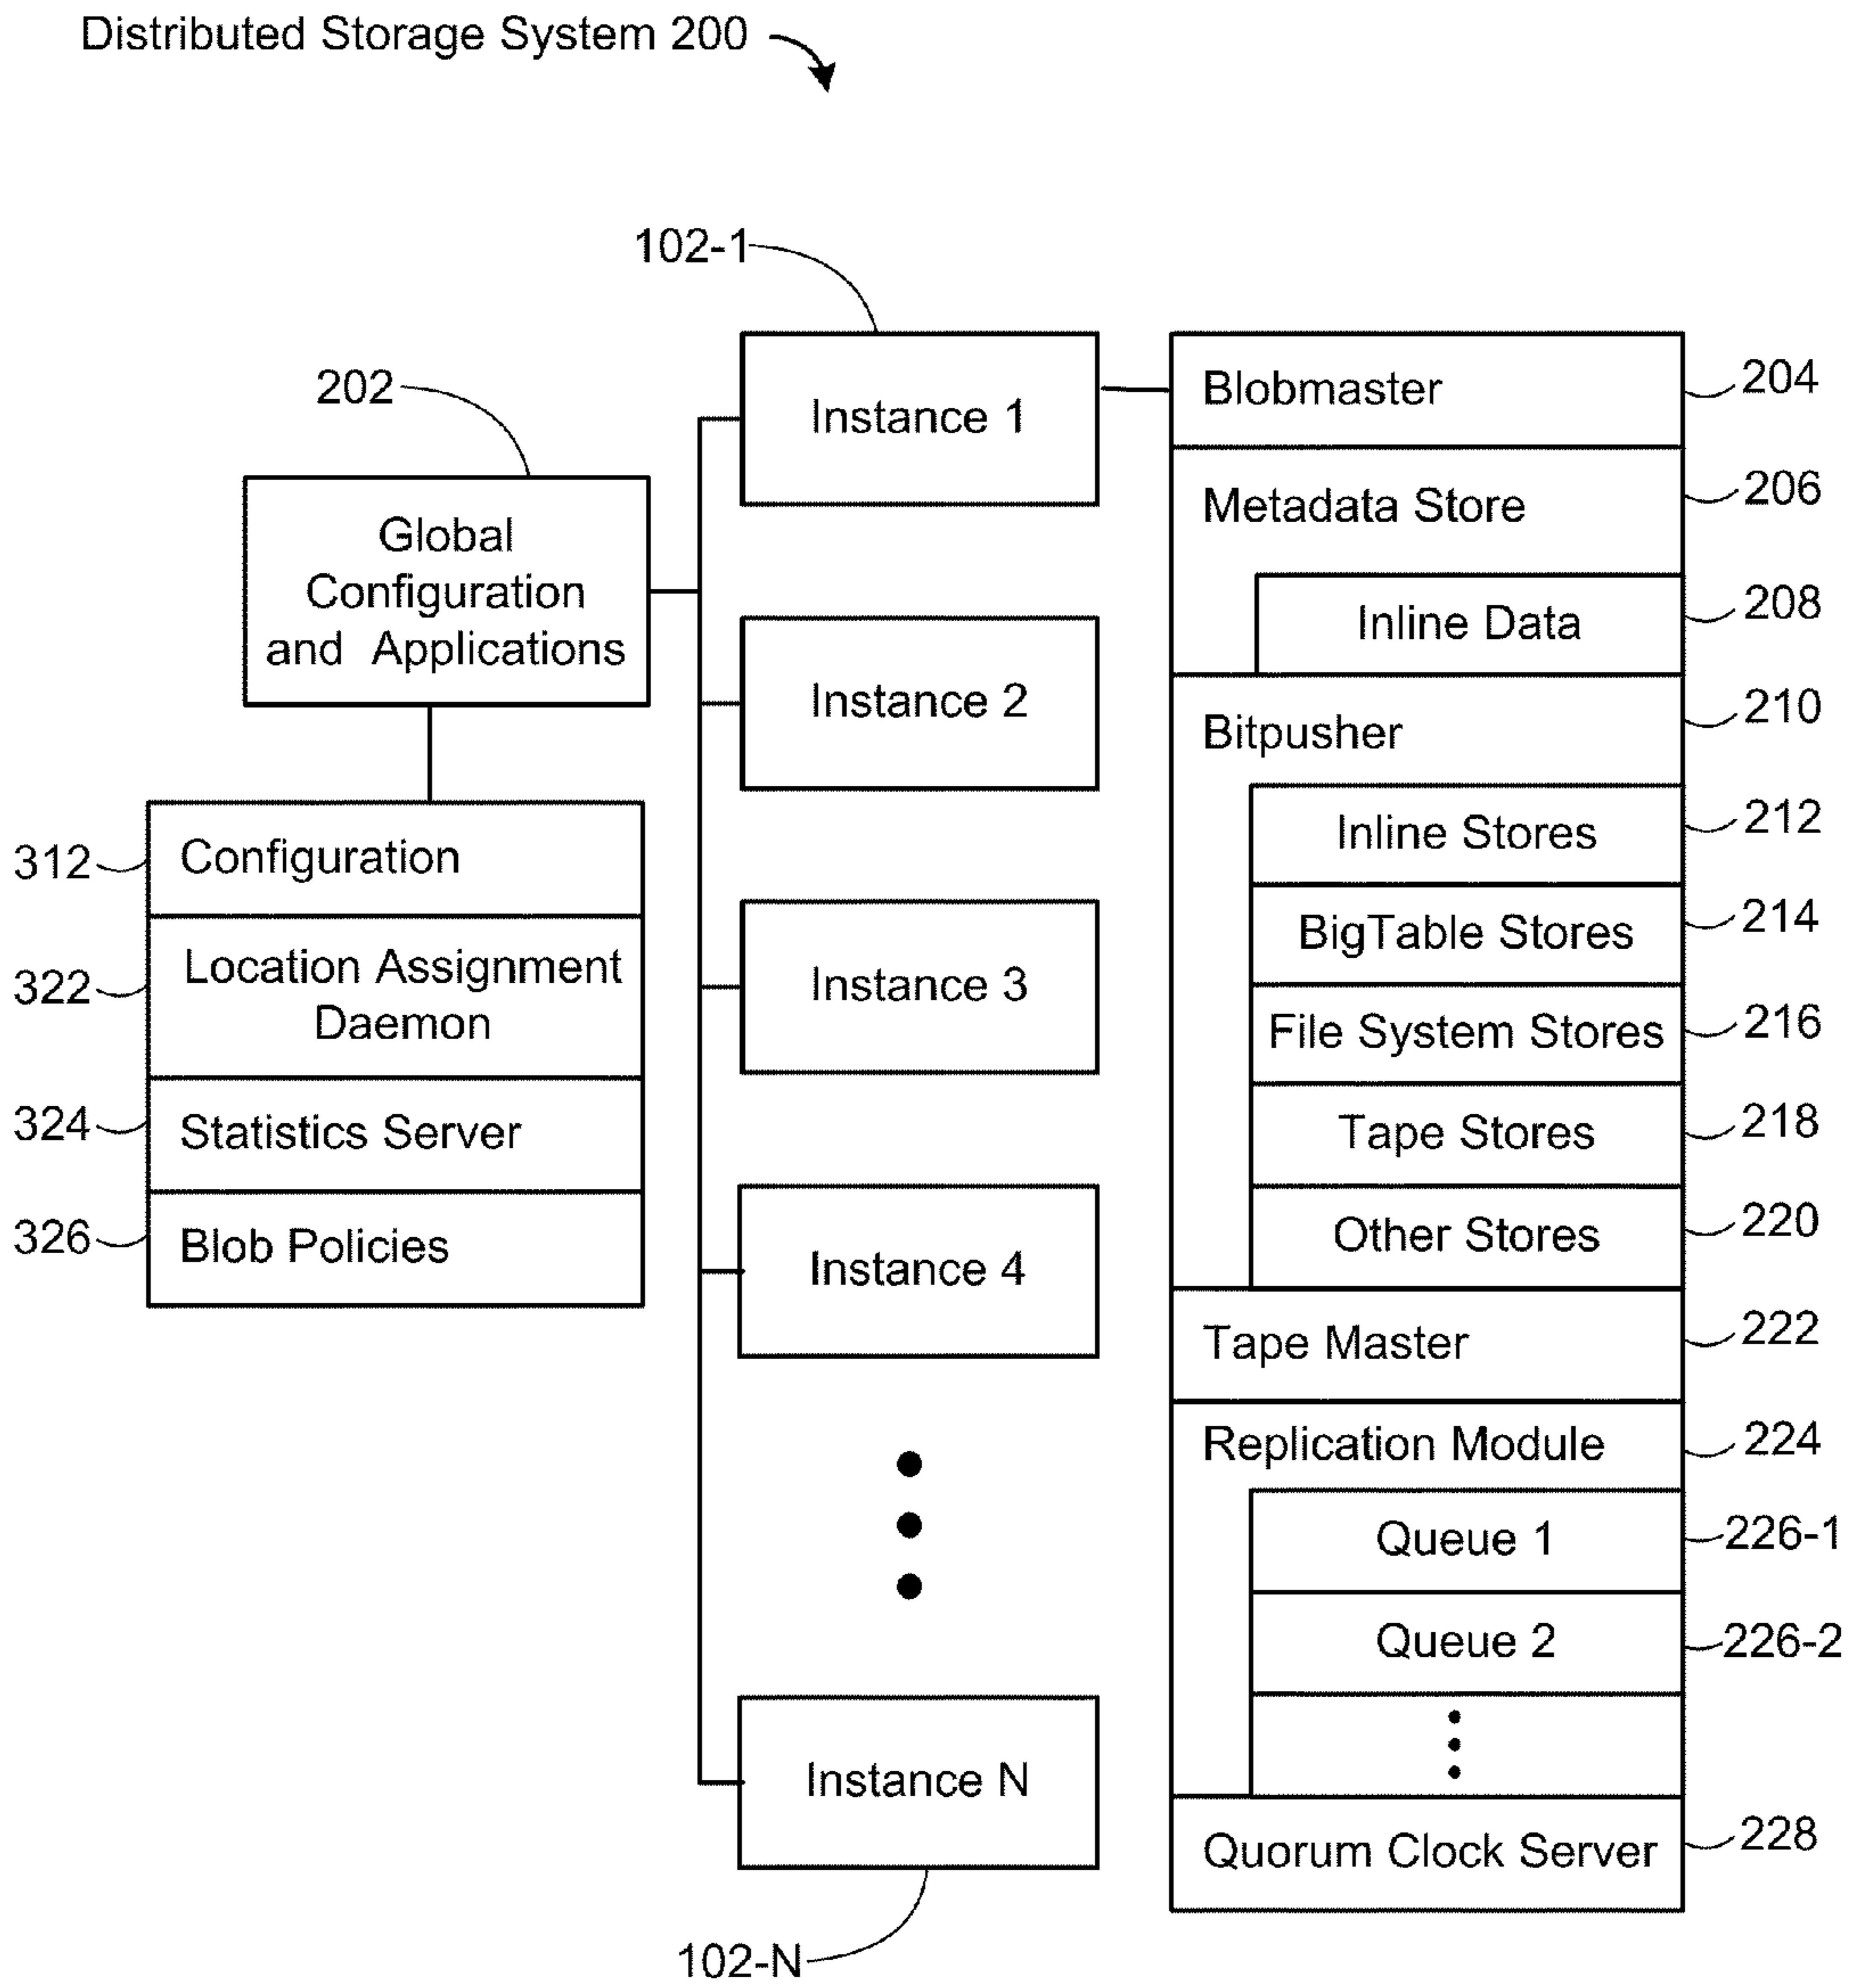 Distributed Storage System 200
102-1
202
Global
Configuration
and Applications
312
Configuration
322
Location Assignment
Daemon
324
Statistics Server
326
Blob Policies
Instance 1
Instance 2
Instance 3
Instance 4
Instance N
102-N
Blobmaster
204
Metadata Store
206
Inline Data
208
Bitpusher
210
Inline Stores
212
BigTable Stores
214
File System Stores
216
Tape Stores
218
Other Stores
220
Tape Master
222
Replication Module
224
Queue 1
226-1
Queue 2
226-2
Quorum Clock Server
228